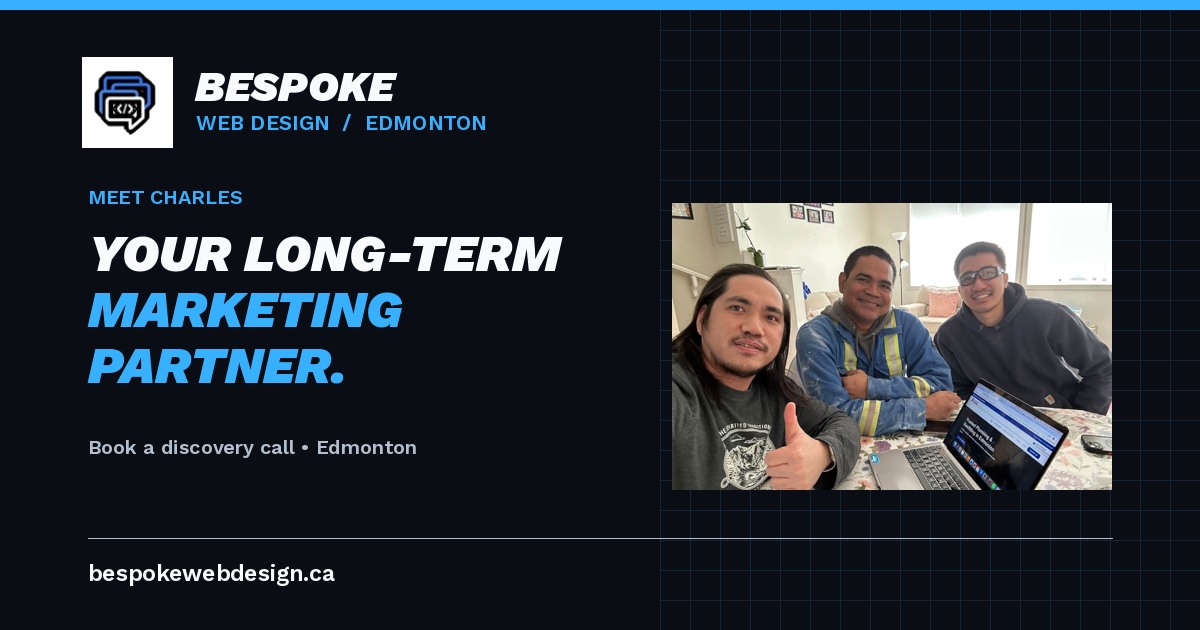 BESPOKE
WEB DESIGN / EDMONTON
MEET CHARLES
YOUR LONG-TERM
MARKETING
PARTNER.
Book a discovery call • Edmonton
bespokewebdesign.ca